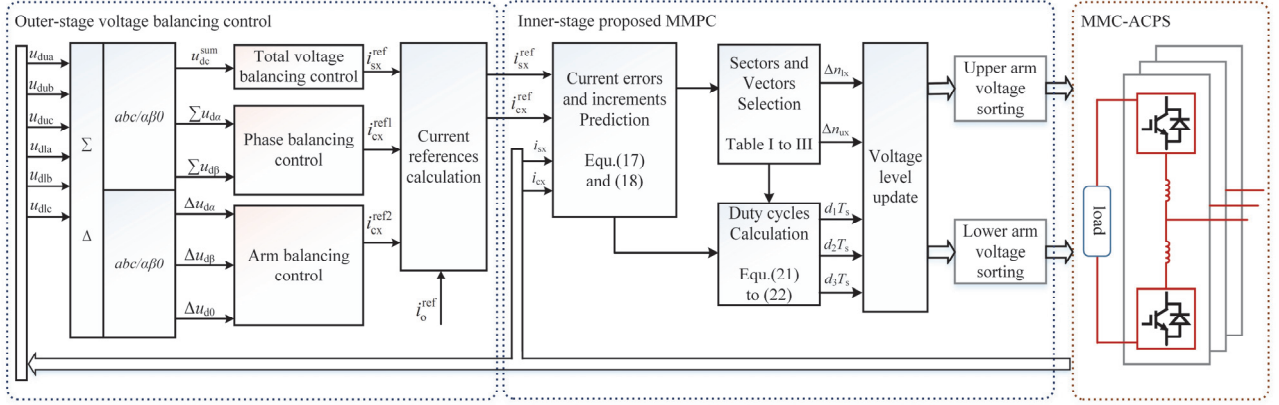 Outer-stage voltage balancing control
u_dua
u_dub
u_duc
u_dla
u_dlb
u_dlc
Σ
Δ
abc/αβ0
abc/αβ0
u_dc^sum
∑u_dα
∑u_dβ
Δu_dα
Δu_dβ
Δu_d0
Total voltage
balancing control
Phase balancing
control
Arm balancing
control
i_sx^ref
i_cx^ref1
i_cx^ref2
Current
references
calculation
i_o^ref
i_sx^ref
i_cx^ref
Inner-stage proposed MMPC
i_sx
i_cx
Current errors
and increments
Prediction
Equ.(17)
and (18)
Sectors and
Vectors
Selection
Table I to III
Duty cycles
Calculation
Equ.(21)
to (22)
Δn_lx
Δn_ux
d_1T_s
d_2T_s
d_3T_s
Voltage
level
update
Upper arm
voltage
sorting
Lower arm
voltage
sorting
MMC-ACPS
load